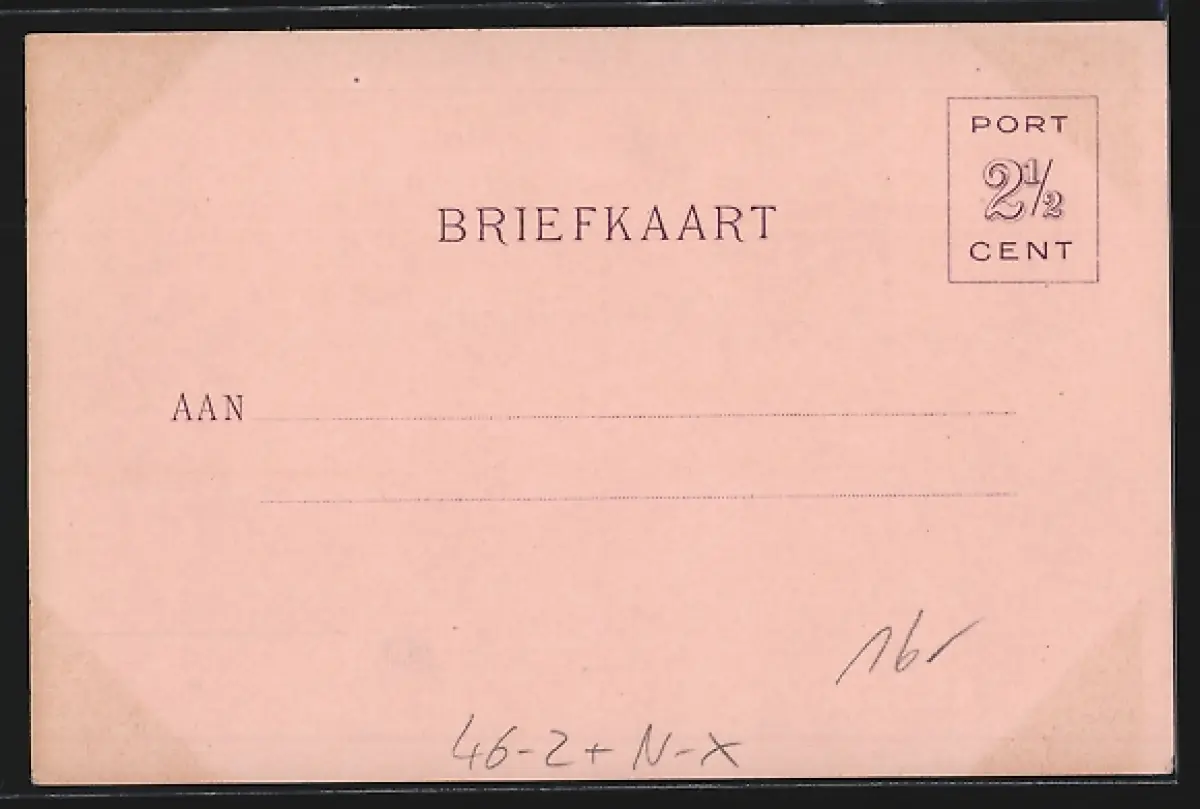 PORT
2½
CENT
BRIEFKAART
AAN
16
46-2+N-X